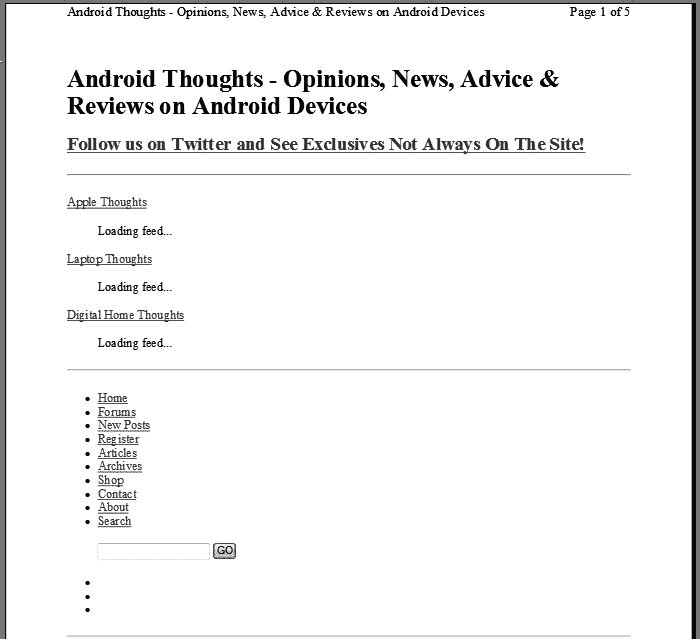 Android Thoughts - Opinions, News, Advice & Reviews on Android Devices Page 1 of 5
Android Thoughts - Opinions, News, Advice &
Reviews on Android Devices
Follow us on Twitter and See Exclusives Not Always On The Site!
Apple Thoughts
Loading feed...
Laptop Thoughts
Loading feed...
Digital Home Thoughts
Loading feed...
Home
Forums
New Posts
Register
Articles
Archives
Shop
Contact
About
Search
GO